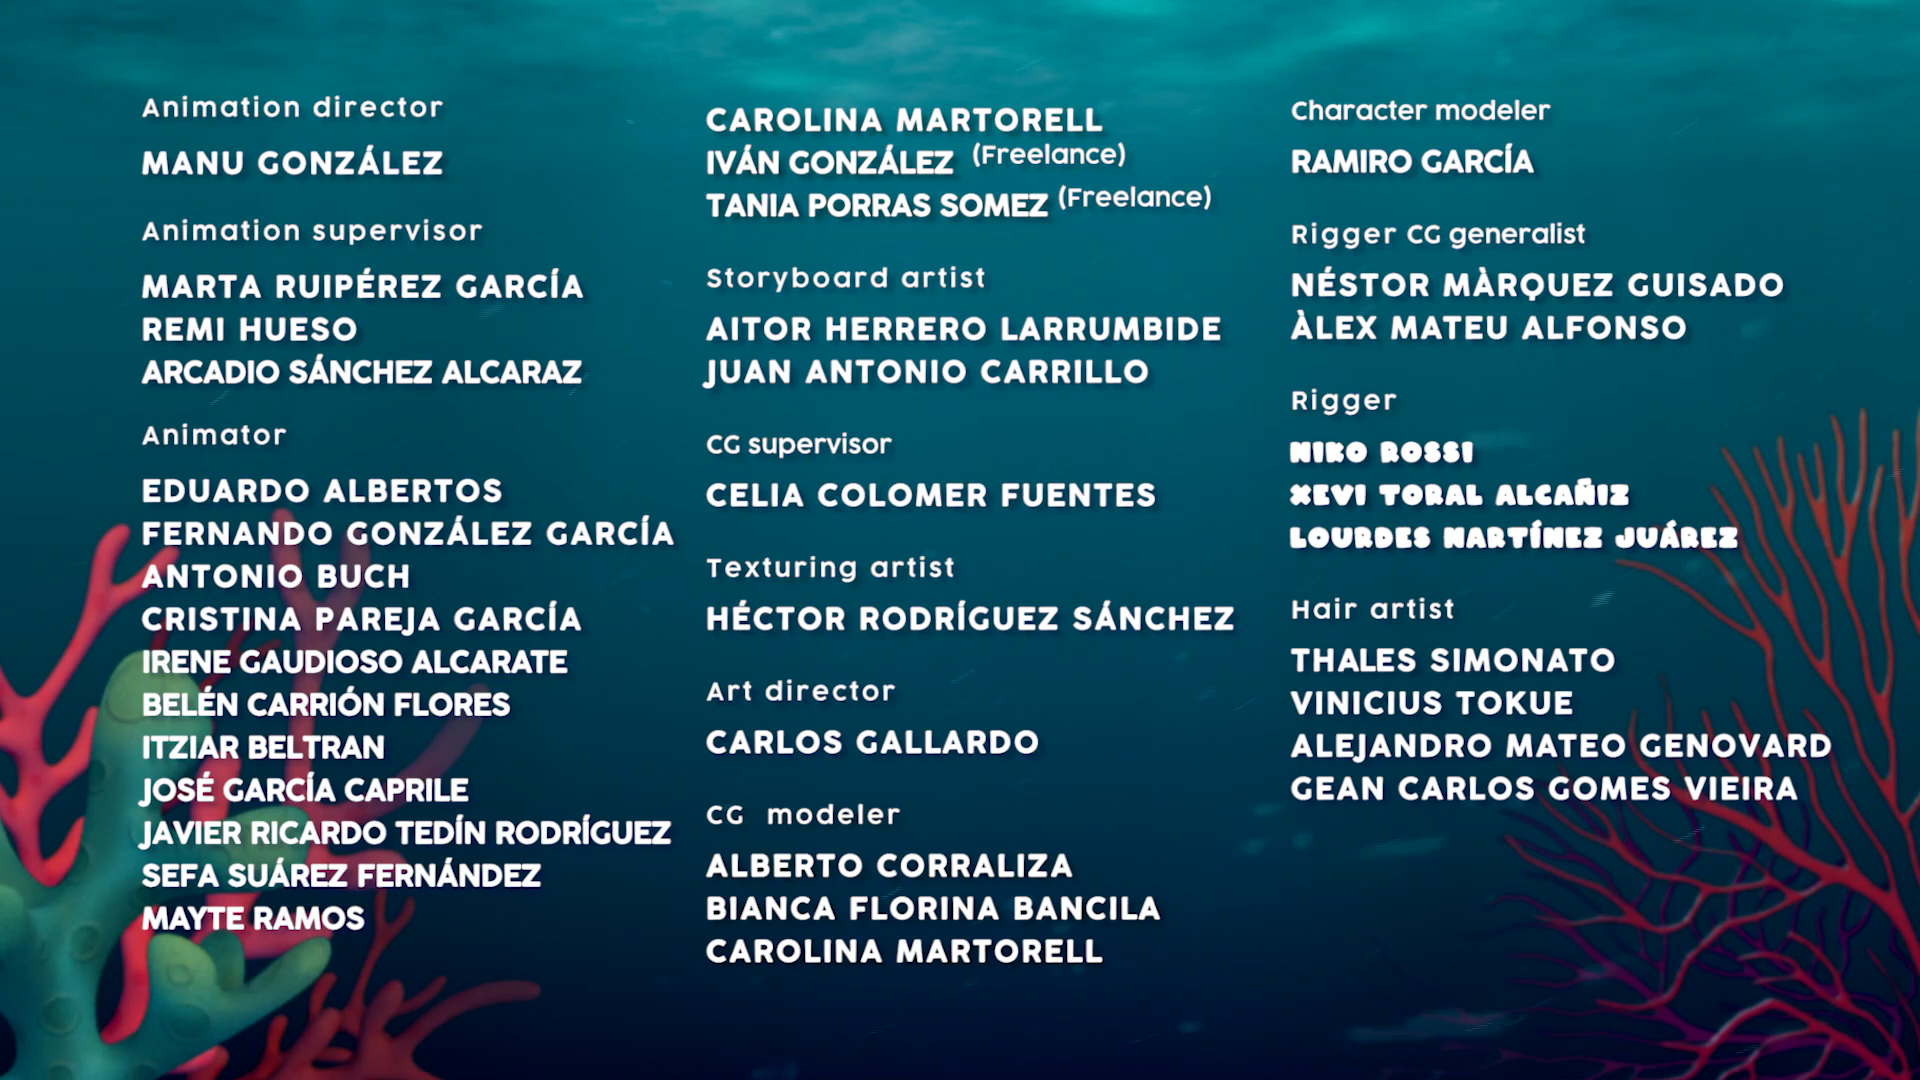 Animation director
MANU GONZÁLEZ
Animation supervisor
MARTA RUIPÉREZ GARCÍA
REMI HUESO
ARCADIO SÁNCHEZ ALCARAZ
Animator
EDUARDO ALBERTOS
FERNANDO GONZÁLEZ GARCÍA
ANTONIO BUCH
CRISTINA PAREJA GARCÍA
IRENE GAUDIOSO ALCARATE
BELÉN CARRIÓN FLORES
ITZIAR BELTRAN
JOSÉ GARCÍA CAPRILE
JAVIER RICARDO TEDÍN RODRÍGUEZ
SEFA SUÁREZ FERNÁNDEZ
MAYTE RAMOS
CAROLINA MARTORELL
IVÁN GONZÁLEZ (Freelance)
TANIA PORRAS SOMEZ (Freelance)
Storyboard artist
AITOR HERRERO LARRUMBIDE
JUAN ANTONIO CARRILLO
CG supervisor
CELIA COLOMER FUENTES
Texturing artist
HÉCTOR RODRÍGUEZ SÁNCHEZ
Art director
CARLOS GALLARDO
CG modeler
ALBERTO CORRALIZA
BIANCA FLORINA BANCILA
CAROLINA MARTORELL
Character modeler
RAMIRO GARCÍA
Rigger CG generalist
NÉSTOR MÀRQUEZ GUISADO
ÀLEX MATEU ALFONSO
Rigger
NIKO ROSSI
XEVI TORAL ALCAÑIZ
LOURDES MARTÍNEZ JUÁREZ
Hair artist
THALES SIMONATO
VINICIUS TOKUE
ALEJANDRO MATEO GENOVARD
GEAN CARLOS GOMES VIEIRA